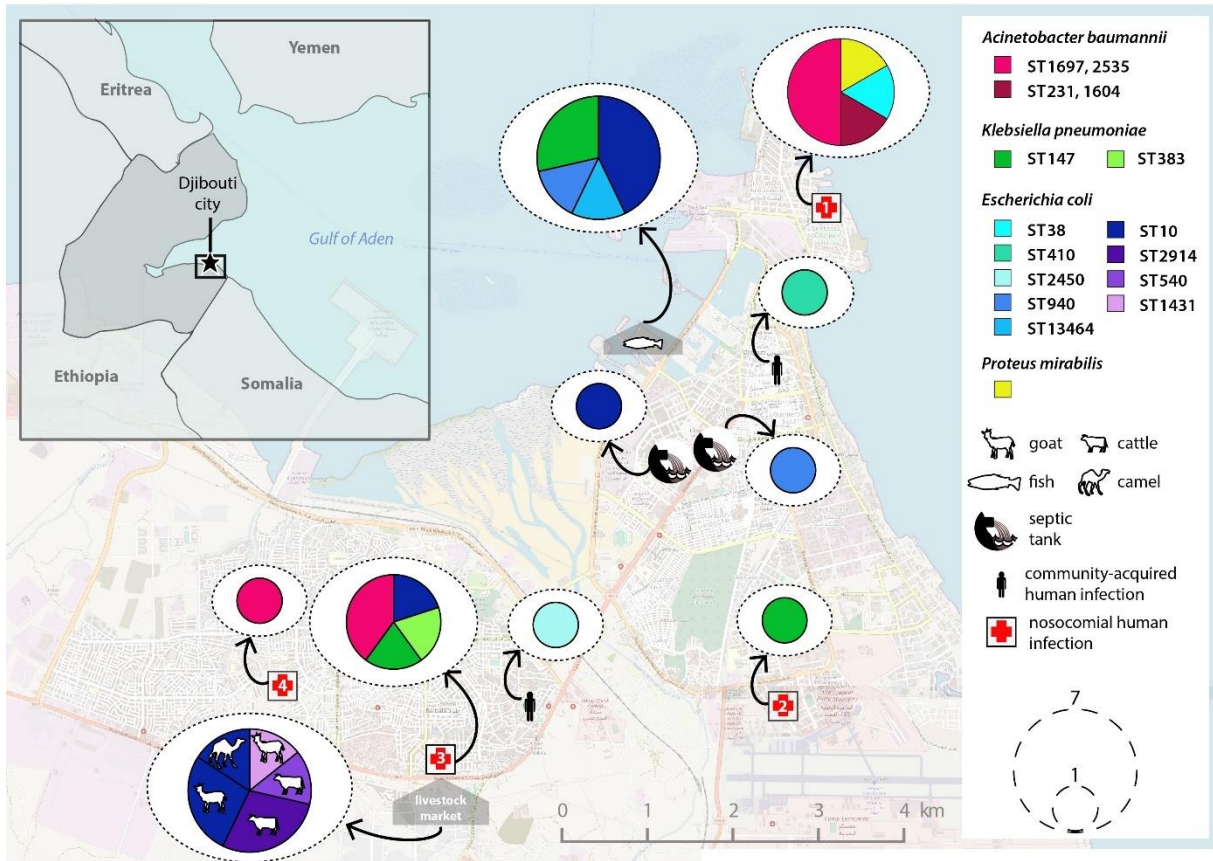 Yemen
Eritrea
Djibouti
city
Gulf of Aden
Ethiopia
Somalia
1
4
3
2
livestock
market
0 1 2 3 4 km
Acinetobacter baumannii
ST1697, 2535
ST231, 1604
Klebsiella pneumoniae
ST147 ST383
Escherichia coli
ST38 ST10
ST410 ST2914
ST2450 ST540
ST940 ST1431
ST13464
Proteus mirabilis
goat cattle
fish camel
septic
tank
community-acquired
human infection
nosocomial human
infection
7
1